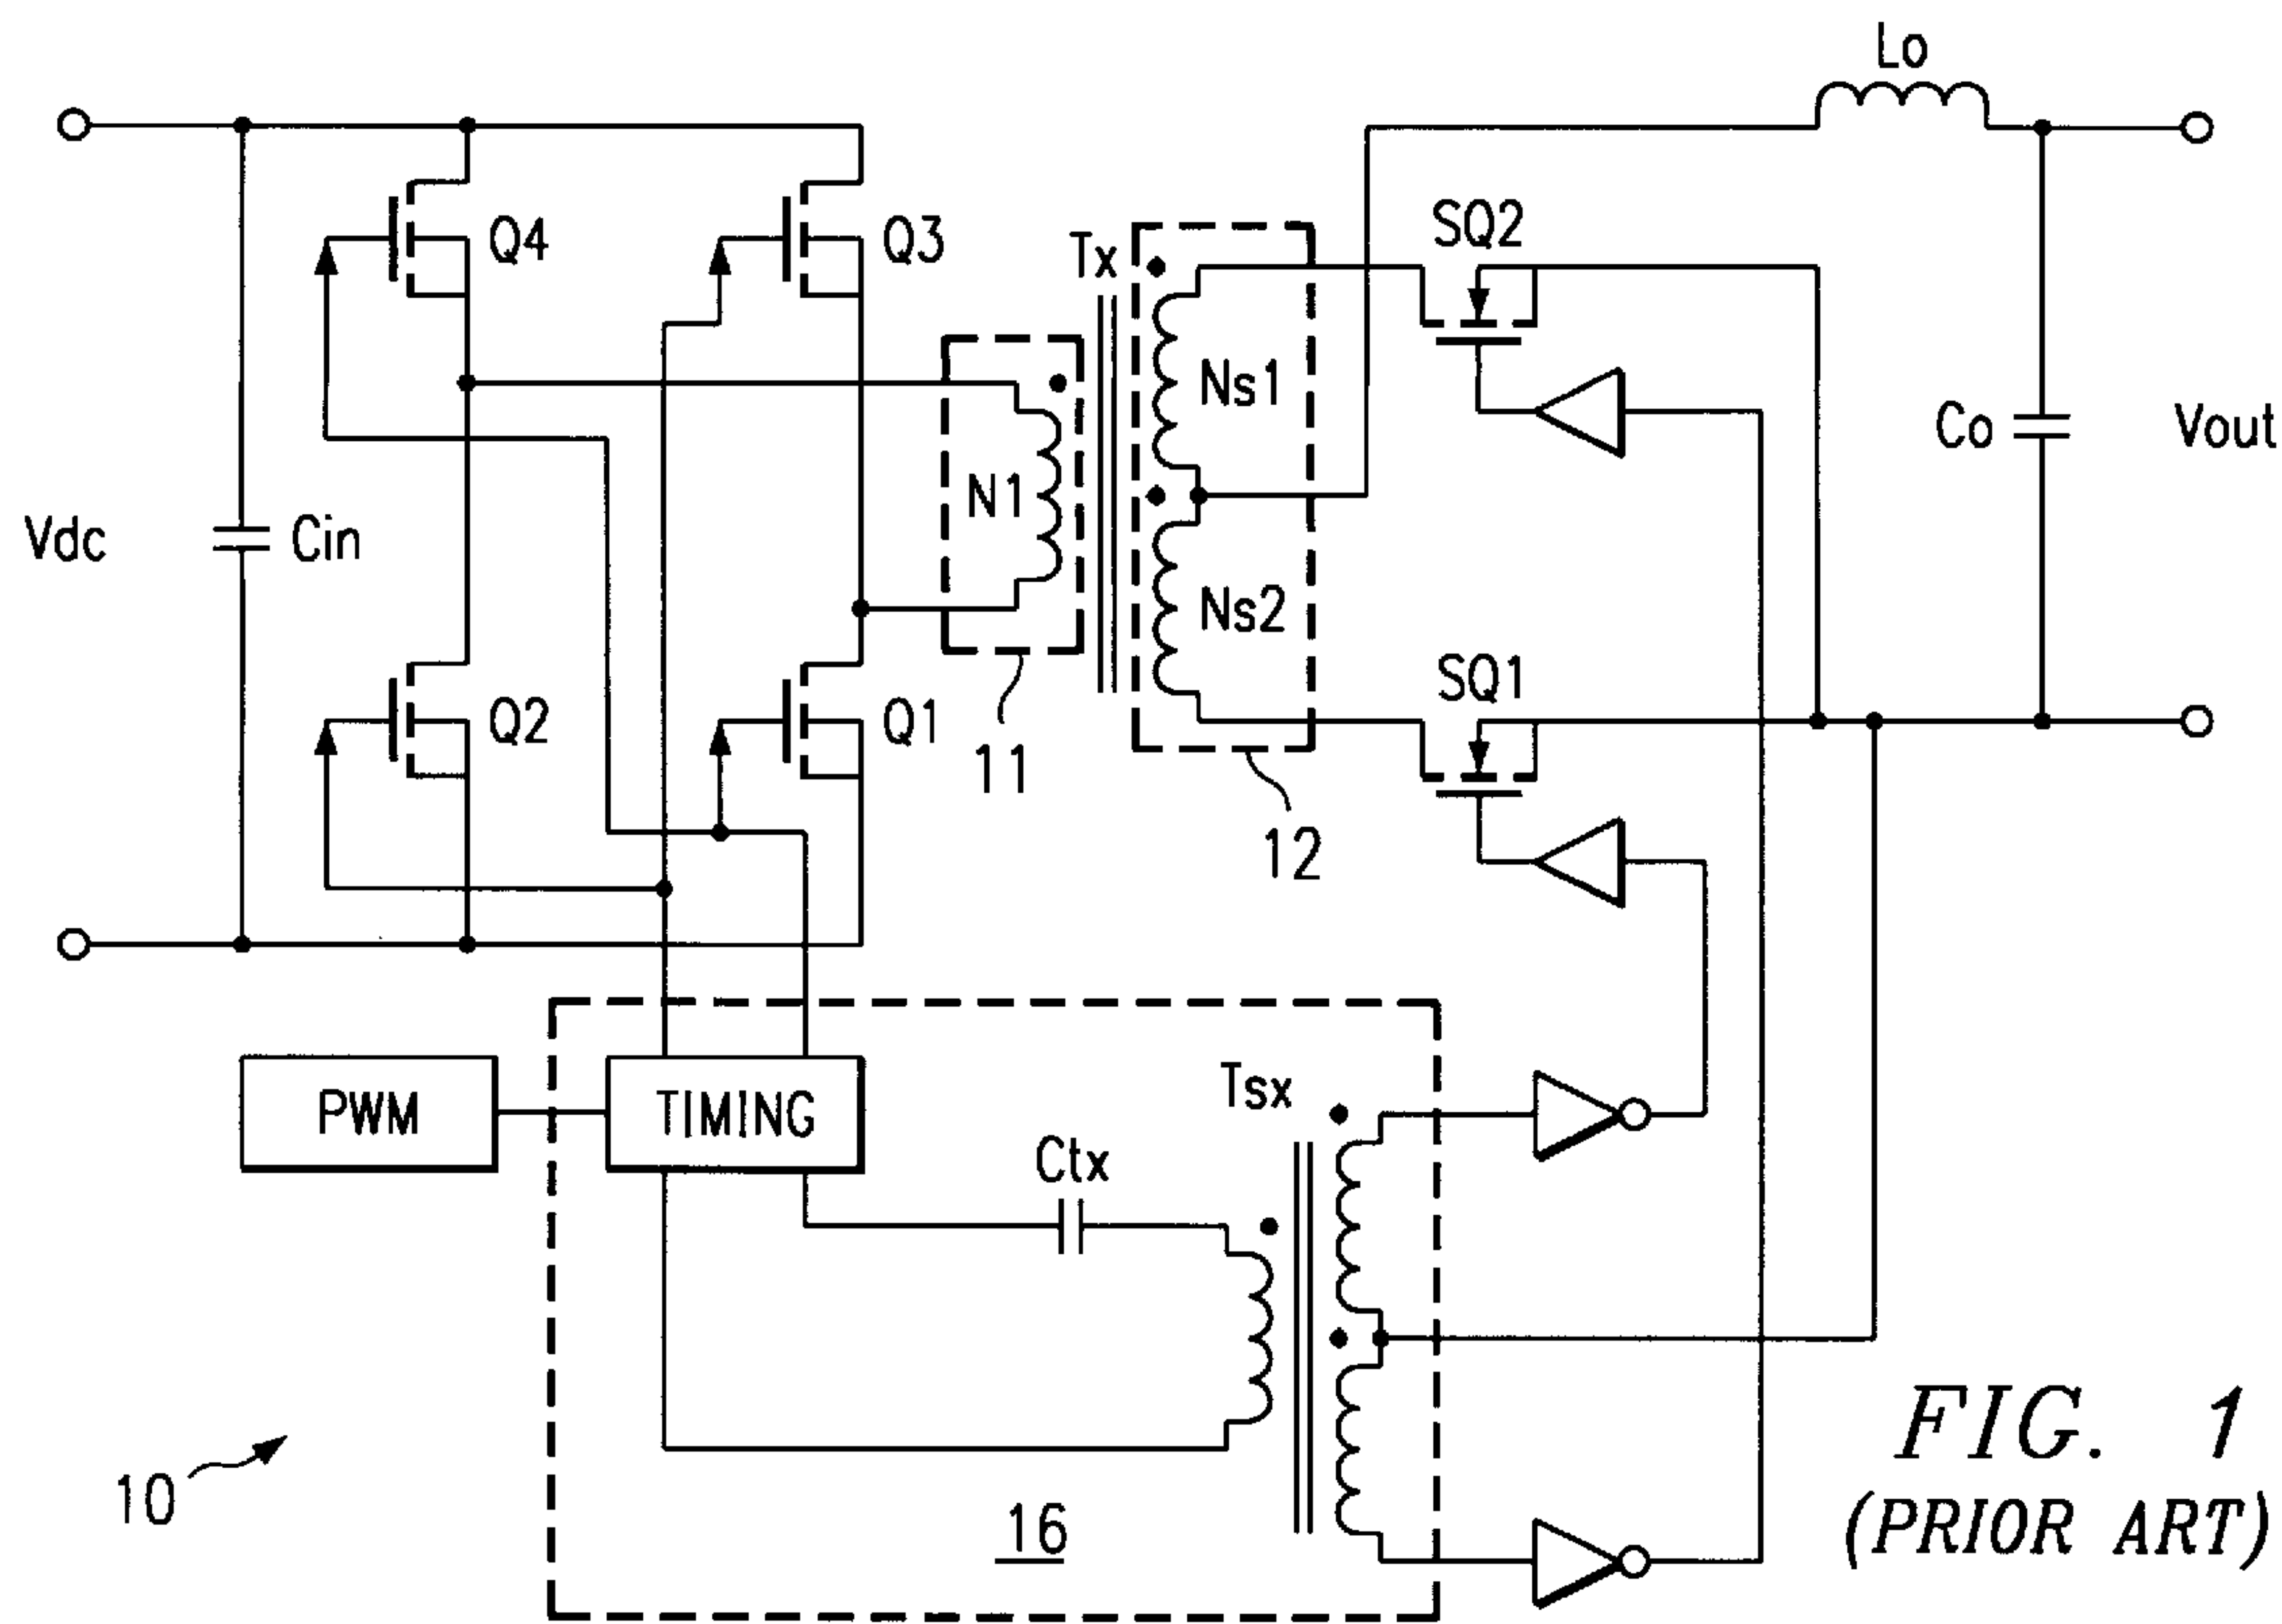 Lo
Q4
Q3
Tx
SQ2
Ns1
Co
Vout
N1
Vdc
Cin
Ns2
SQ1
Q2
Q1
11
12
PWM
TIMING
Tsx
Ctx
10
16
FIG. 1
(PRIOR ART)